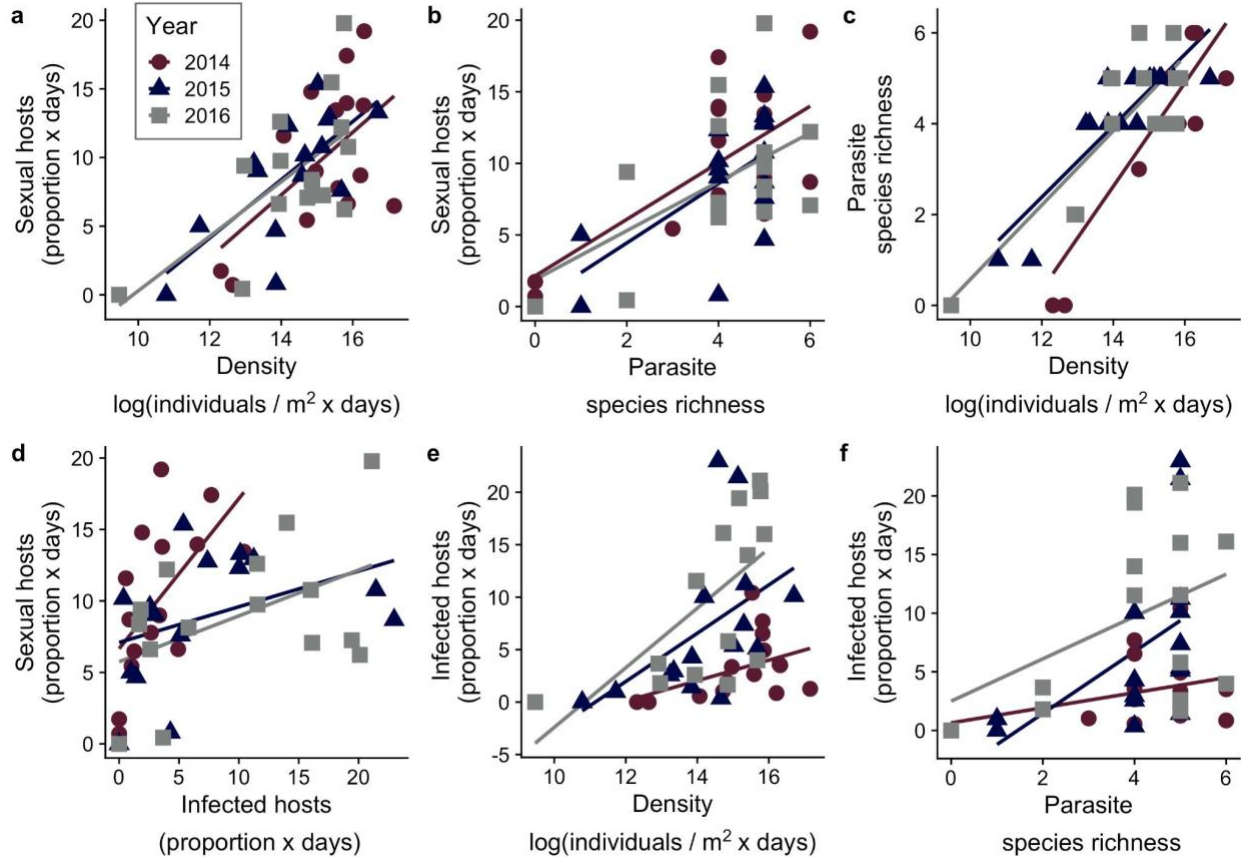 a
Year
2014
2015
2016
Sexual hosts
(proportion x days)
20
15
10
5
0
10 12 14 16
Density
log(individuals / m² x days)
b
Sexual hosts
(proportion x days)
20
15
10
5
0
0 2 4 6
Parasite
species richness
c
Parasite
species richness
6
4
2
0
10 12 14 16
Density
log(individuals / m² x days)
d
Sexual hosts
(proportion x days)
20
15
10
5
0
0 5 10 15 20
Infected hosts
(proportion x days)
e
Infected hosts
(proportion x days)
20
15
10
5
0
-5
10 12 14 16
Density
log(individuals / m² x days)
f
Infected hosts
(proportion x days)
20
15
10
5
0
0 2 4 6
Parasite
species richness